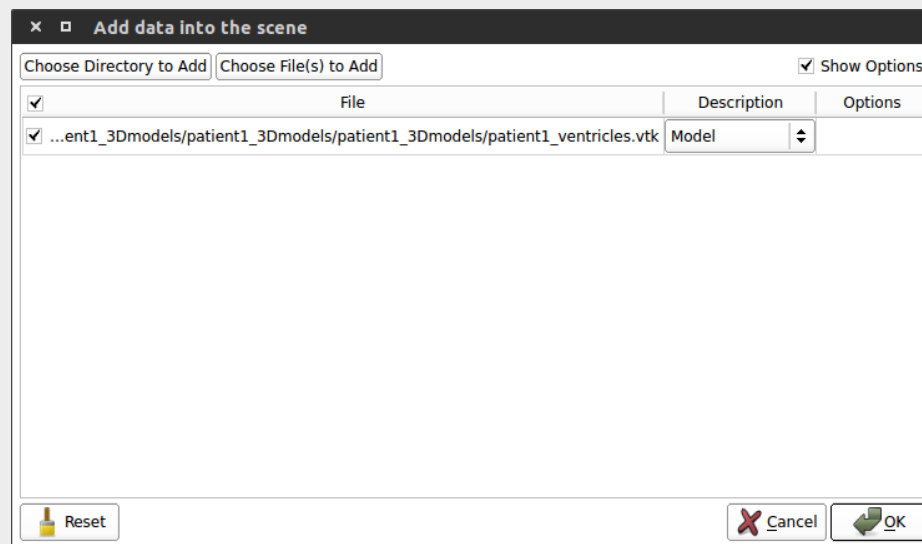 Add data into the scene
Choose Directory to Add Choose File(s) to Add Show Options
File Description Options
...ent1_3Dmodels/patient1_3Dmodels/patient1_3Dmodels/patient1_ventricles.vtk Model
Reset Cancel OK